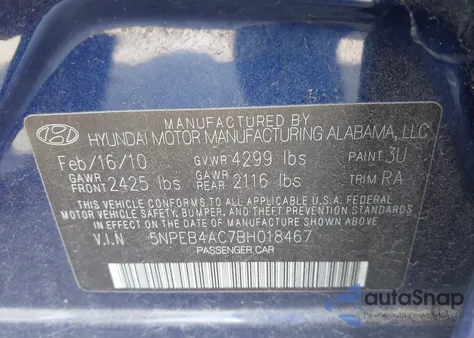 MANUFACTURED BY
HYUNDAI MOTOR MANUFACTURING ALABAMA, LLC
Feb/16/10 GVWR 4299 lbs PAINT 3U
GAWR FRONT 2425 lbs GAWR REAR 2116 lbs TRIM RA
THIS VEHICLE CONFORMS TO ALL APPLICABLE U.S.A. FEDERAL
MOTOR VEHICLE SAFETY, BUMPER, AND THEFT PREVENTION STANDARDS
IN EFFECT ON THE DATE OF MANUFACTURE SHOWN ABOVE.
V.I.N 5NPEB4AC7BH018467
PASSENGER CAR
autoSnap